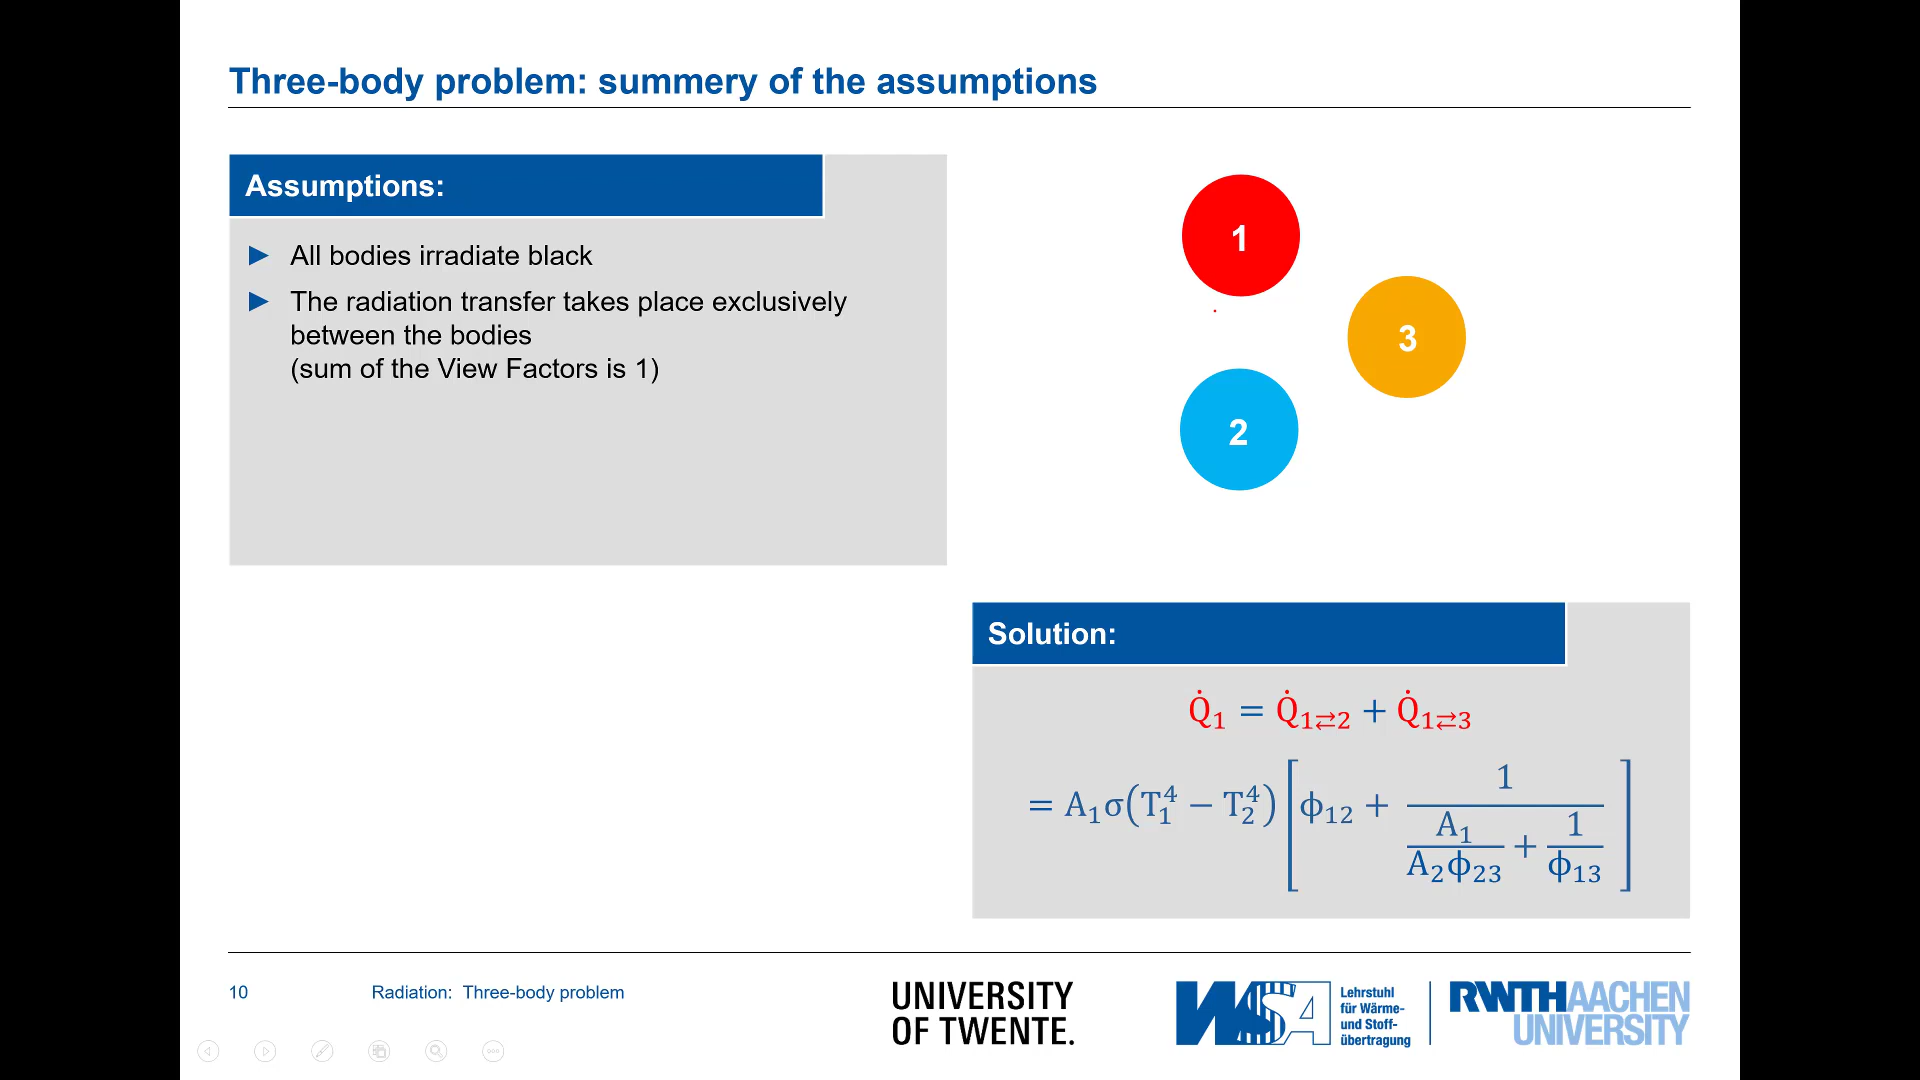 Three-body problem: summery of the assumptions
Assumptions:
► All bodies irradiate black
► The radiation transfer takes place exclusively
between the bodies
(sum of the View Factors is 1)
1
3
2
Solution:
Q̇₁ = Q̇₁⇄₂ + Q̇₁⇄₃
= A₁σ(T₁⁴ − T₂⁴)[ϕ₁₂ + 1/(A₁/(A₂ϕ₂₃) + 1/ϕ₁₃)]
10 Radiation: Three-body problem
UNIVERSITY
OF TWENTE.
WSA
Lehrstuhl
für Wärme-
und Stoff-
übertragung
RWTH AACHEN
UNIVERSITY